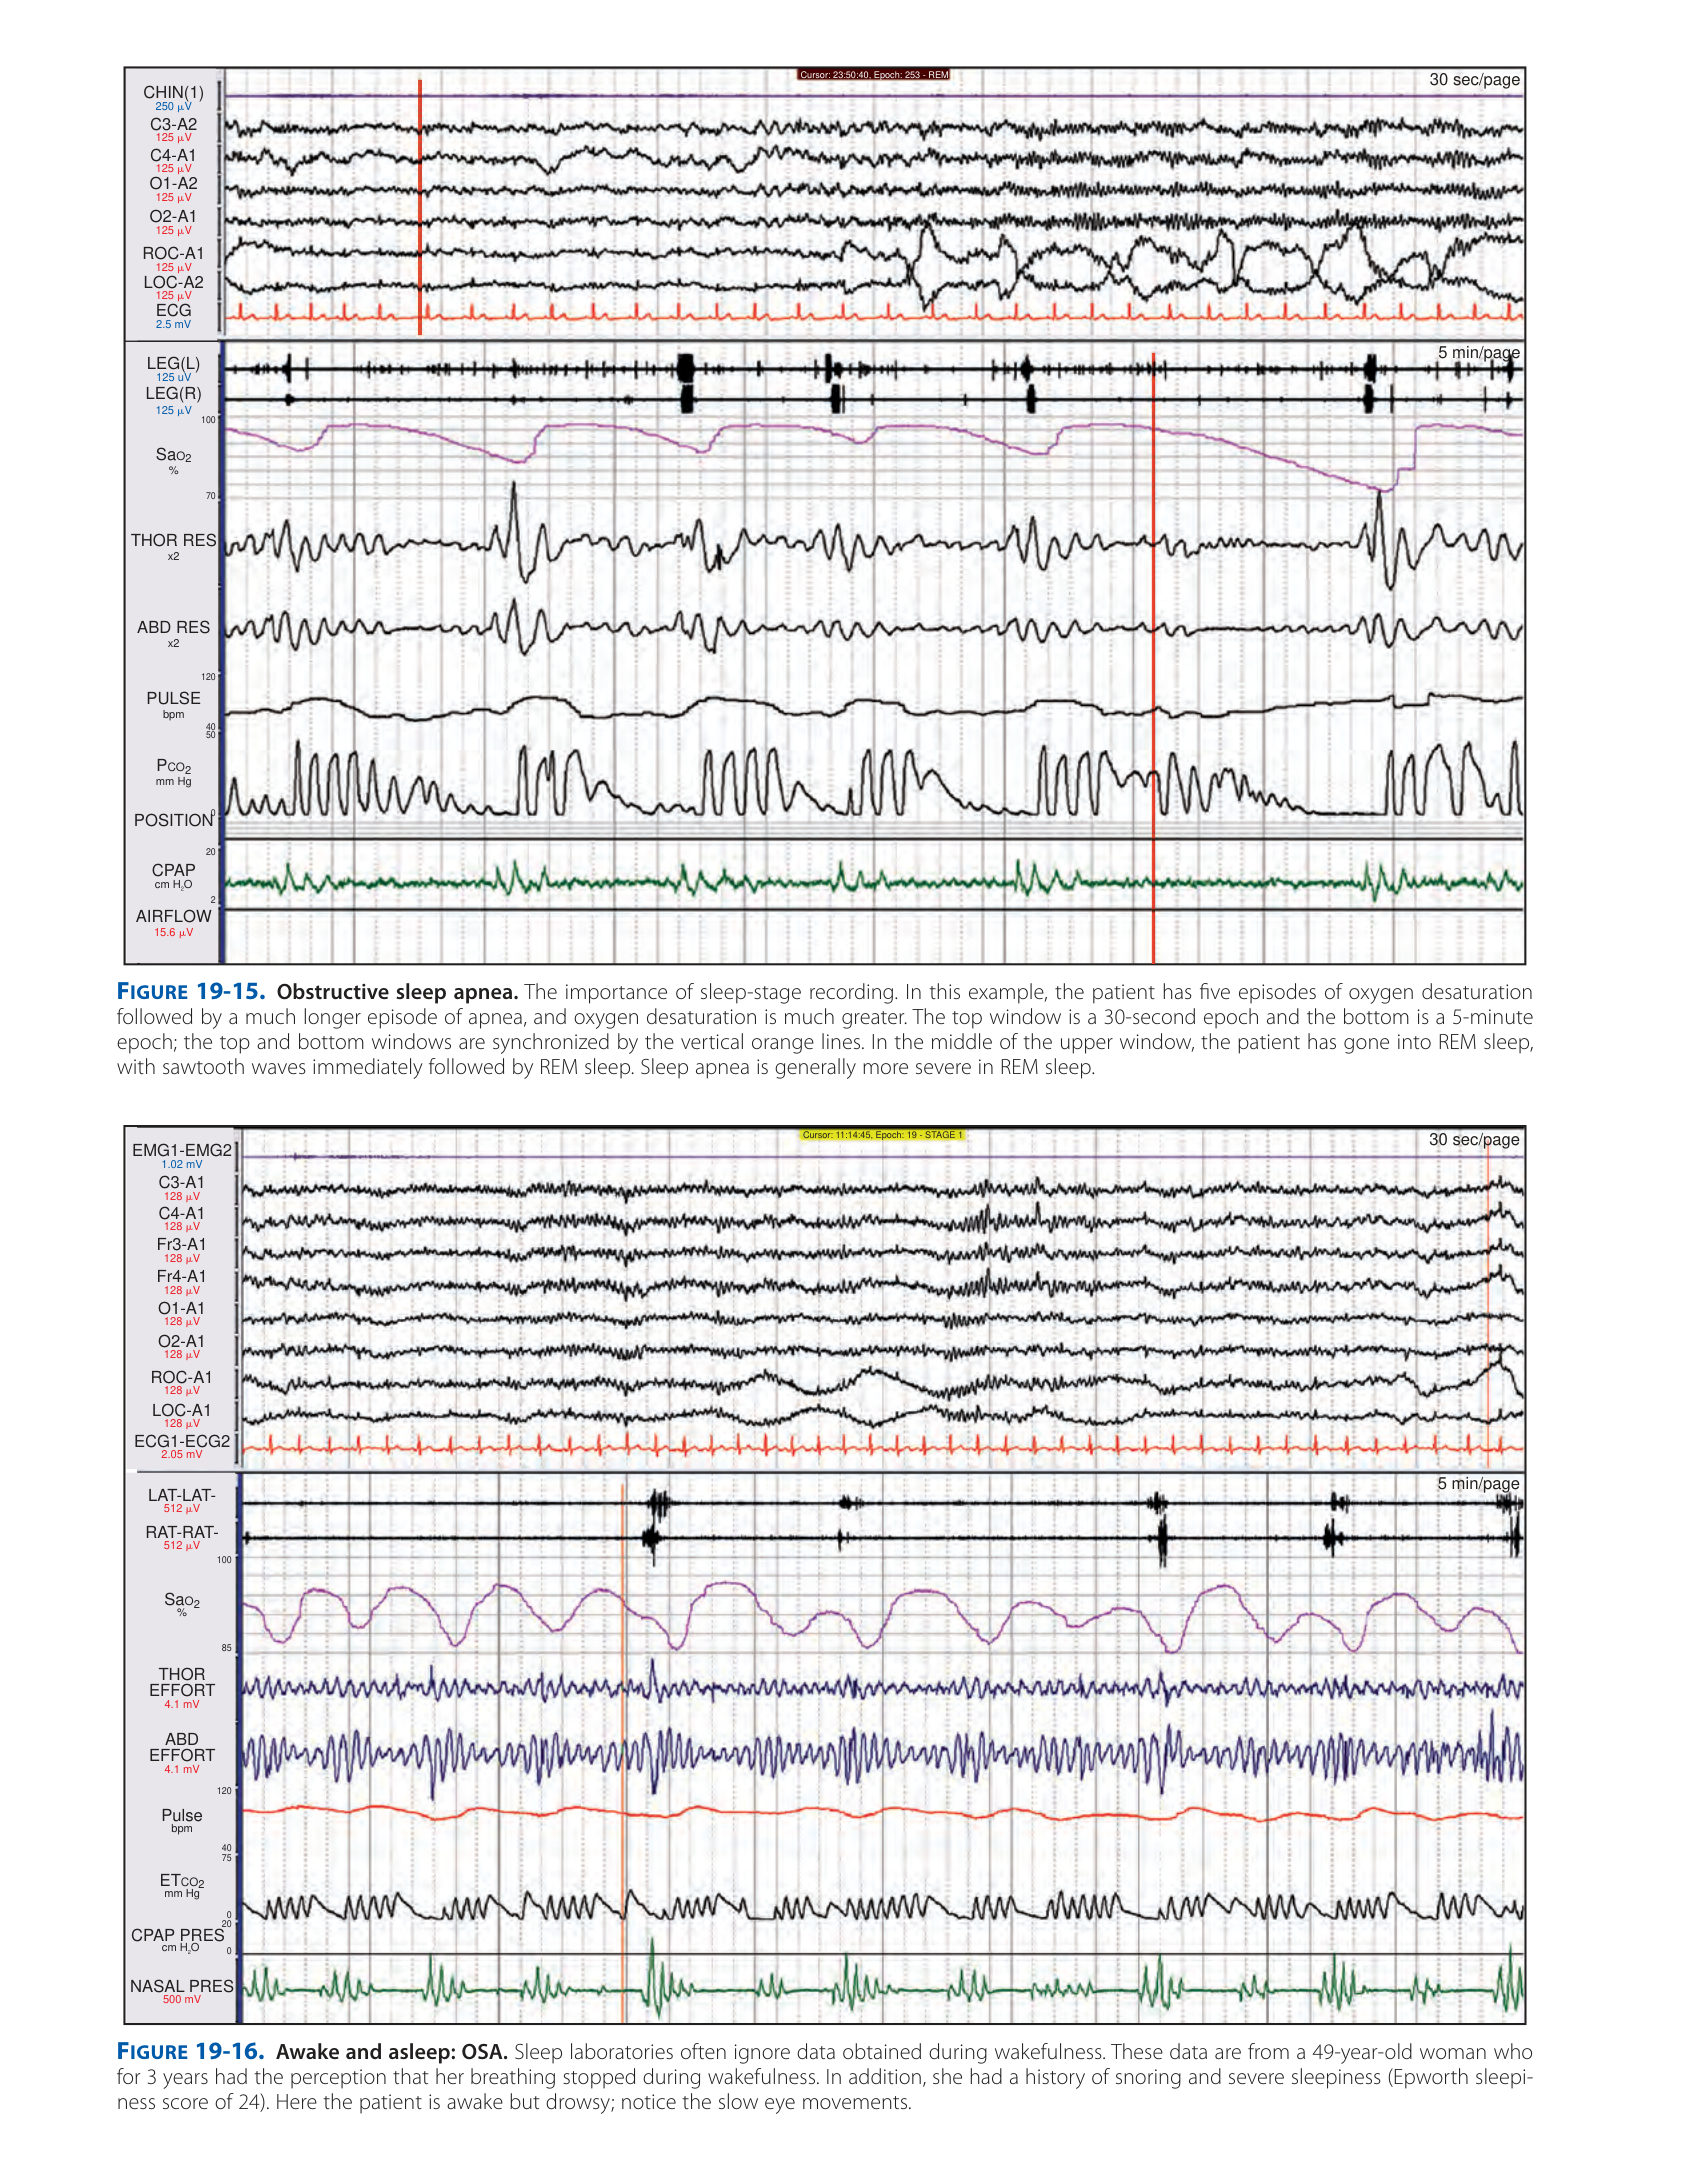 Cursor: 23:50:40, Epoch: 253 - REM
30 sec/page
CHIN(1)
250 µV
C3-A2
125 µV
C4-A1
125 µV
O1-A2
125 µV
O2-A1
125 µV
ROC-A1
125 µV
LOC-A2
125 µV
ECG
2.5 mV
5 min/page
LEG(L)
125 uV
LEG(R)
125 µV
100
SaO2
%
70
THOR RES
x2
ABD RES
x2
120
PULSE
bpm
40
50
PCO2
mm Hg
0
POSITION
20
CPAP
cm H2O
2
AIRFLOW
15.6 µV
FIGURE 19-15. Obstructive sleep apnea. The importance of sleep-stage recording. In this example, the patient has five episodes of oxygen desaturation
followed by a much longer episode of apnea, and oxygen desaturation is much greater. The top window is a 30-second epoch and the bottom is a 5-minute
epoch; the top and bottom windows are synchronized by the vertical orange lines. In the middle of the upper window, the patient has gone into REM sleep,
with sawtooth waves immediately followed by REM sleep. Sleep apnea is generally more severe in REM sleep.
Cursor: 11:14:45, Epoch: 19 - STAGE 1
30 sec/page
EMG1-EMG2
1.02 mV
C3-A1
128 µV
C4-A1
128 µV
Fr3-A1
128 µV
Fr4-A1
128 µV
O1-A1
128 µV
O2-A1
128 µV
ROC-A1
128 µV
LOC-A1
128 µV
ECG1-ECG2
2.05 mV
5 min/page
LAT-LAT-
512 µV
RAT-RAT-
512 µV
100
SaO2
%
85
THOR
EFFORT
4.1 mV
ABD
EFFORT
4.1 mV
120
Pulse
bpm
40
75
ETCO2
mm Hg
0
20
CPAP PRES
cm H2O
0
NASAL PRES
500 mV
FIGURE 19-16. Awake and asleep: OSA. Sleep laboratories often ignore data obtained during wakefulness. These data are from a 49-year-old woman who
for 3 years had the perception that her breathing stopped during wakefulness. In addition, she had a history of snoring and severe sleepiness (Epworth sleepi-
ness score of 24). Here the patient is awake but drowsy; notice the slow eye movements.